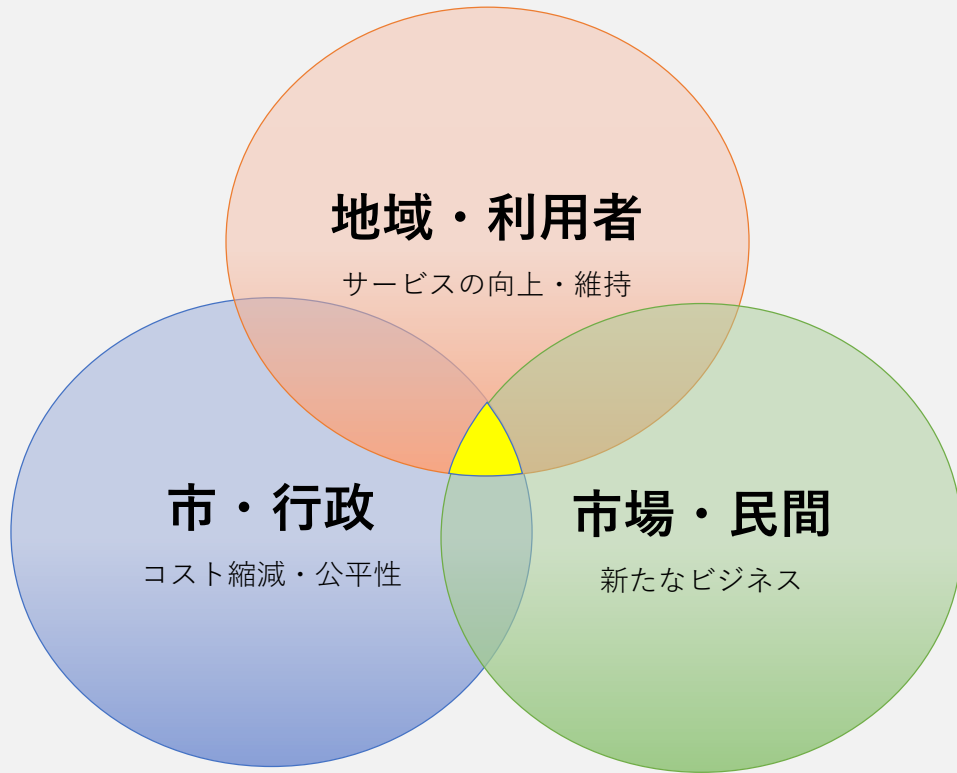 地域・利用者
サービスの向上・維持
市・行政
コスト縮減・公平性
市場・民間
新たなビジネス